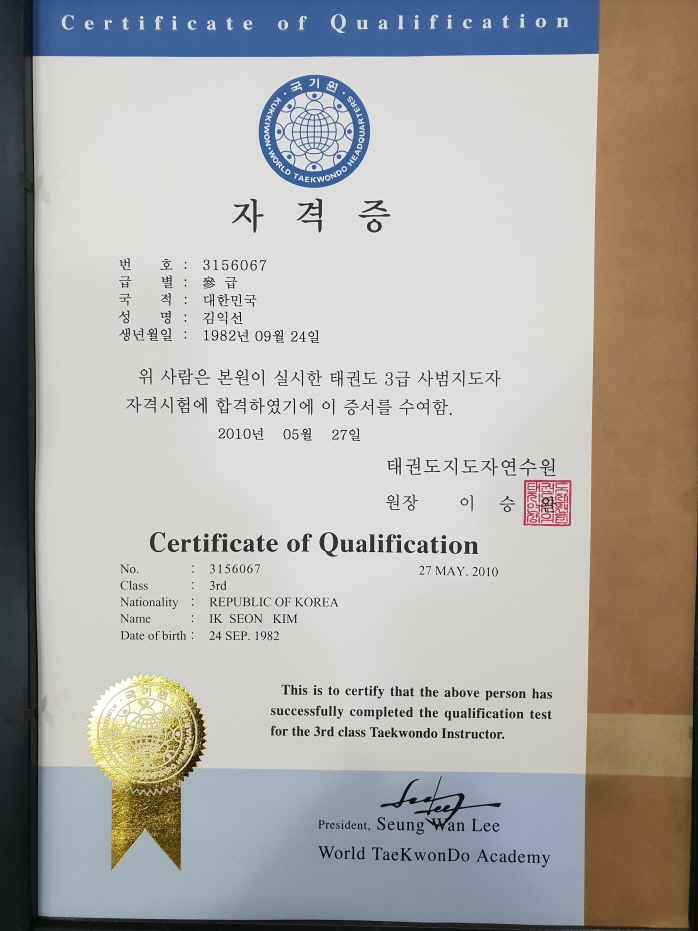 Certificate of Qualification
국기원
KUKKIWON · WORLD TAEKWONDO HEADQUARTERS
자 격 증
번 호 : 3156067
급 별 : 參 급
국 적 : 대한민국
성 명 : 김익선
생년월일 : 1982년 09월 24일
위 사람은 본원이 실시한 태권도 3급 사범지도자
자격시험에 합격하였기에 이 증서를 수여함.
2010년 05월 27일
태권도지도자연수원
원장 이 승 완
Certificate of Qualification
No. : 3156067 27 MAY. 2010
Class : 3rd
Nationality : REPUBLIC OF KOREA
Name : IK SEON KIM
Date of birth : 24 SEP. 1982
This is to certify that the above person has
successfully completed the qualification test
for the 3rd class Taekwondo Instructor.
국기원
WORLD TAEKWONDO HEADQUARTERS
President, Seung Wan Lee
World TaeKwonDo Academy